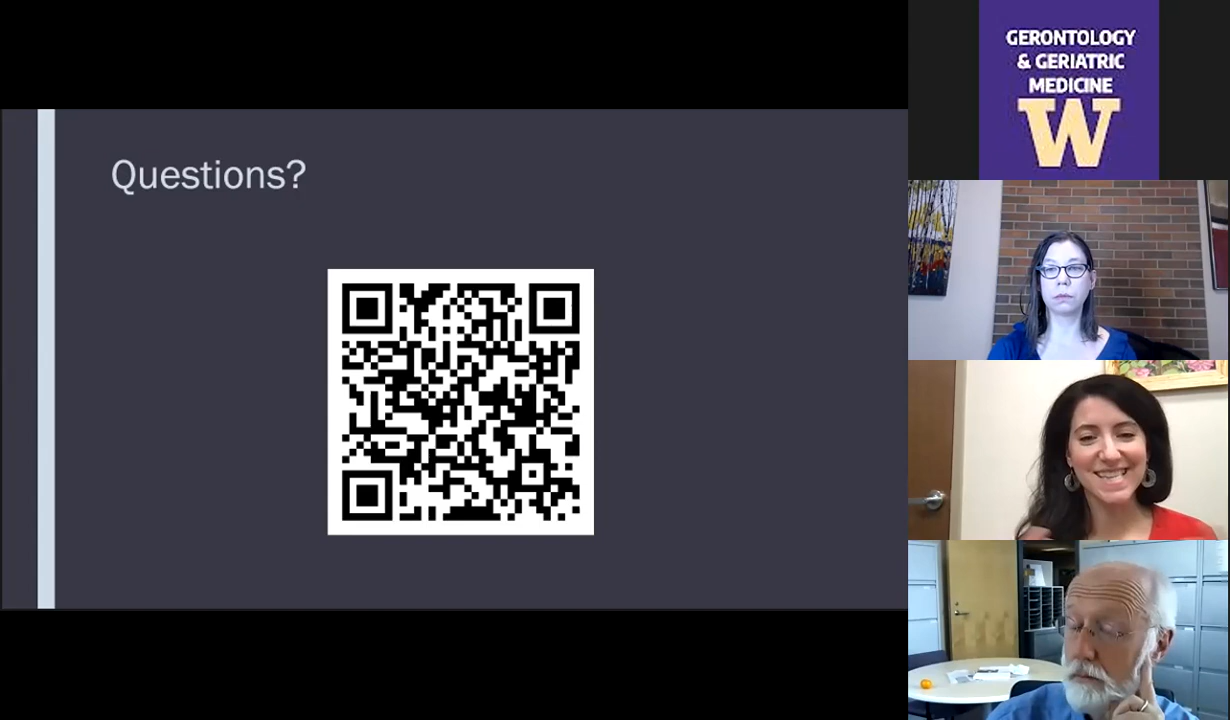 Questions?
GERONTOLOGY
& GERIATRIC
MEDICINE
W